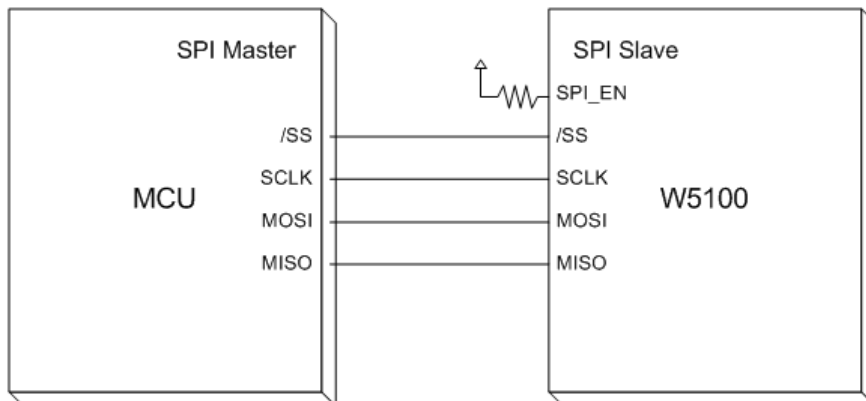 SPI Master
/SS
SCLK
MCU
MOSI
MISO
SPI Slave
SPI_EN
/SS
SCLK
W5100
MOSI
MISO